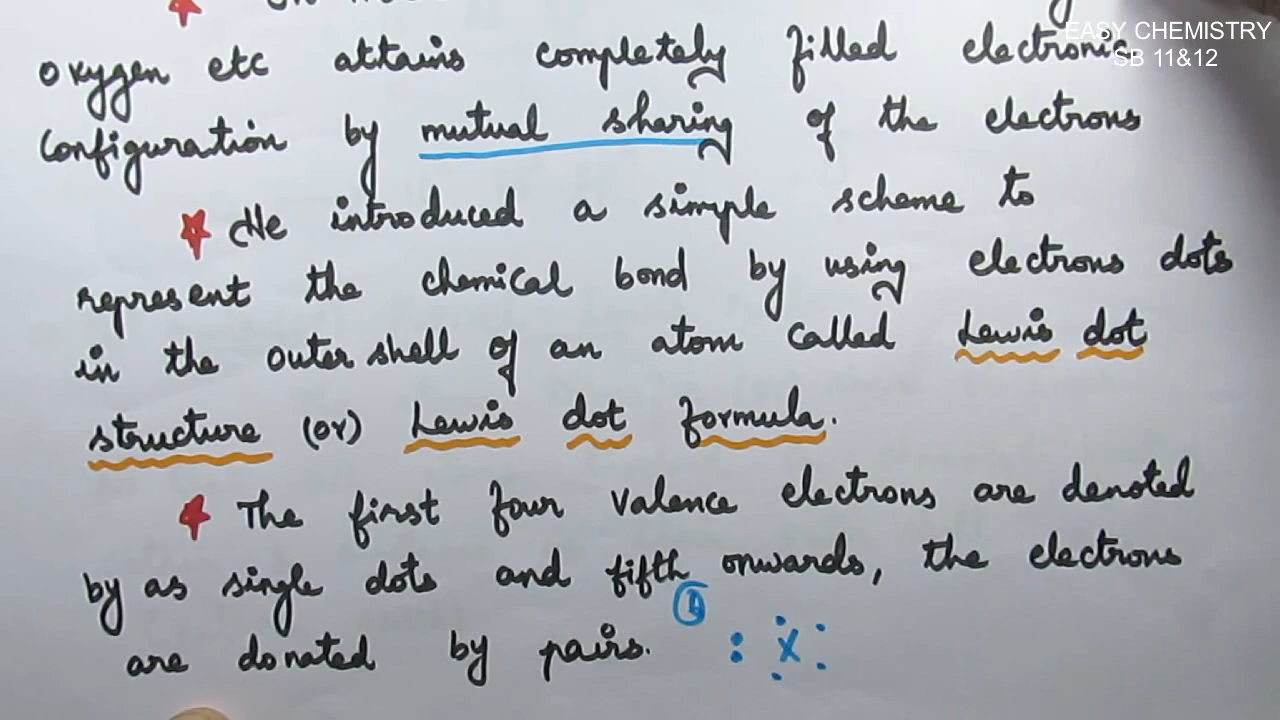 EASY CHEMISTRY
SB 11&12
oxygen etc attains completely filled electronic
configuration by mutual sharing of the electrons
He introduced a simple scheme to
represent the chemical bond by using electrons dots
in the outer shell of an atom called Lewis dot
structure (or) Lewis dot formula.
The first four valence electrons are denoted
by as single dots and fifth onwards, the electrons
are donated by pairs. : X